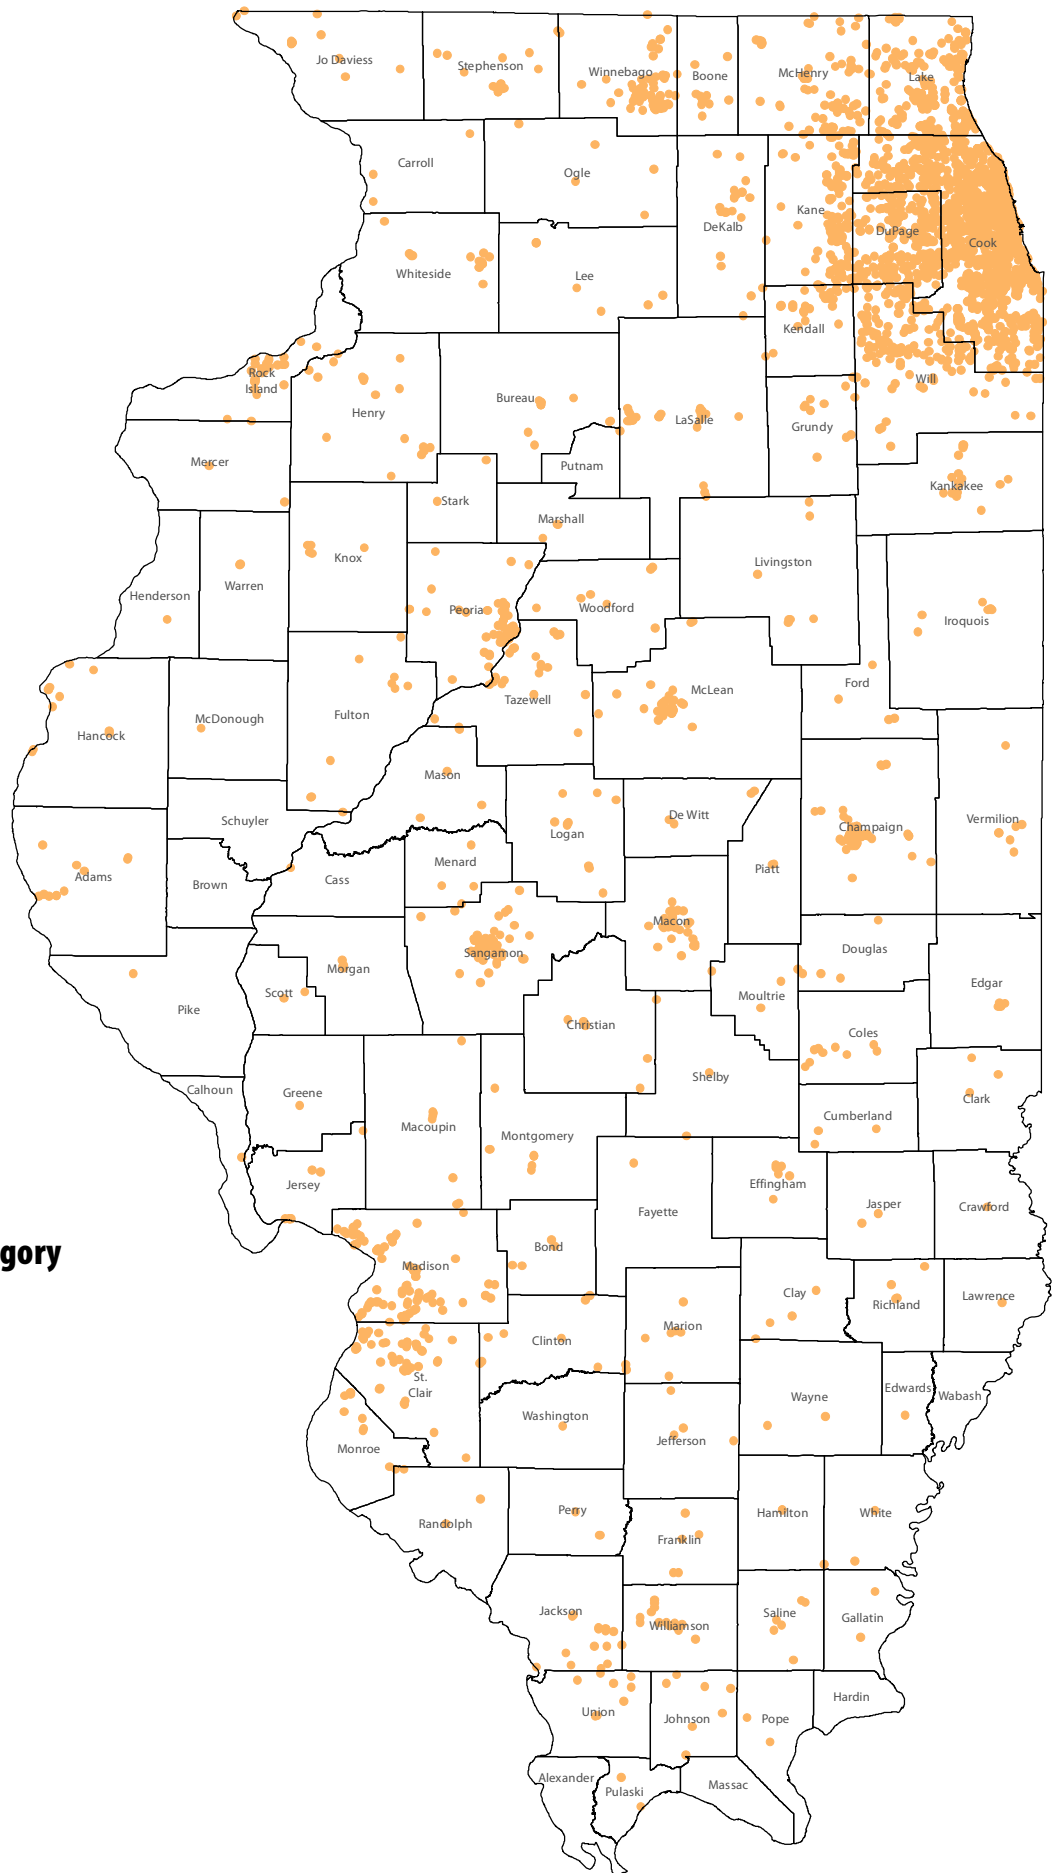 Jo Daviess
Stephenson
Winnebago
Boone
McHenry
Lake
Carroll
Ogle
DeKalb
Kane
DuPage
Cook
Whiteside
Lee
Kendall
Rock
Island
Henry
Bureau
LaSalle
Will
Grundy
Mercer
Putnam
Kankakee
Stark
Marshall
Livingston
Knox
Warren
Henderson
Peoria
Woodford
Iroquois
Ford
McLean
Tazewell
Fulton
McDonough
Hancock
Mason
Schuyler
Logan
De Witt
Champaign
Vermilion
Menard
Piatt
Adams
Brown
Cass
Macon
Sangamon
Douglas
Morgan
Edgar
Scott
Moultrie
Pike
Christian
Coles
Shelby
Calhoun
Greene
Clark
Cumberland
Macoupin
Montgomery
Jersey
Effingham
Jasper
Crawford
Fayette
gory
Bond
Madison
Clay
Richland
Lawrence
Marion
Clinton
St.
Clair
Edwards
Wabash
Wayne
Washington
Jefferson
Monroe
Perry
Hamilton
White
Randolph
Franklin
Jackson
Saline
Gallatin
Williamson
Hardin
Union
Johnson
Pope
Alexander
Massac
Pulaski